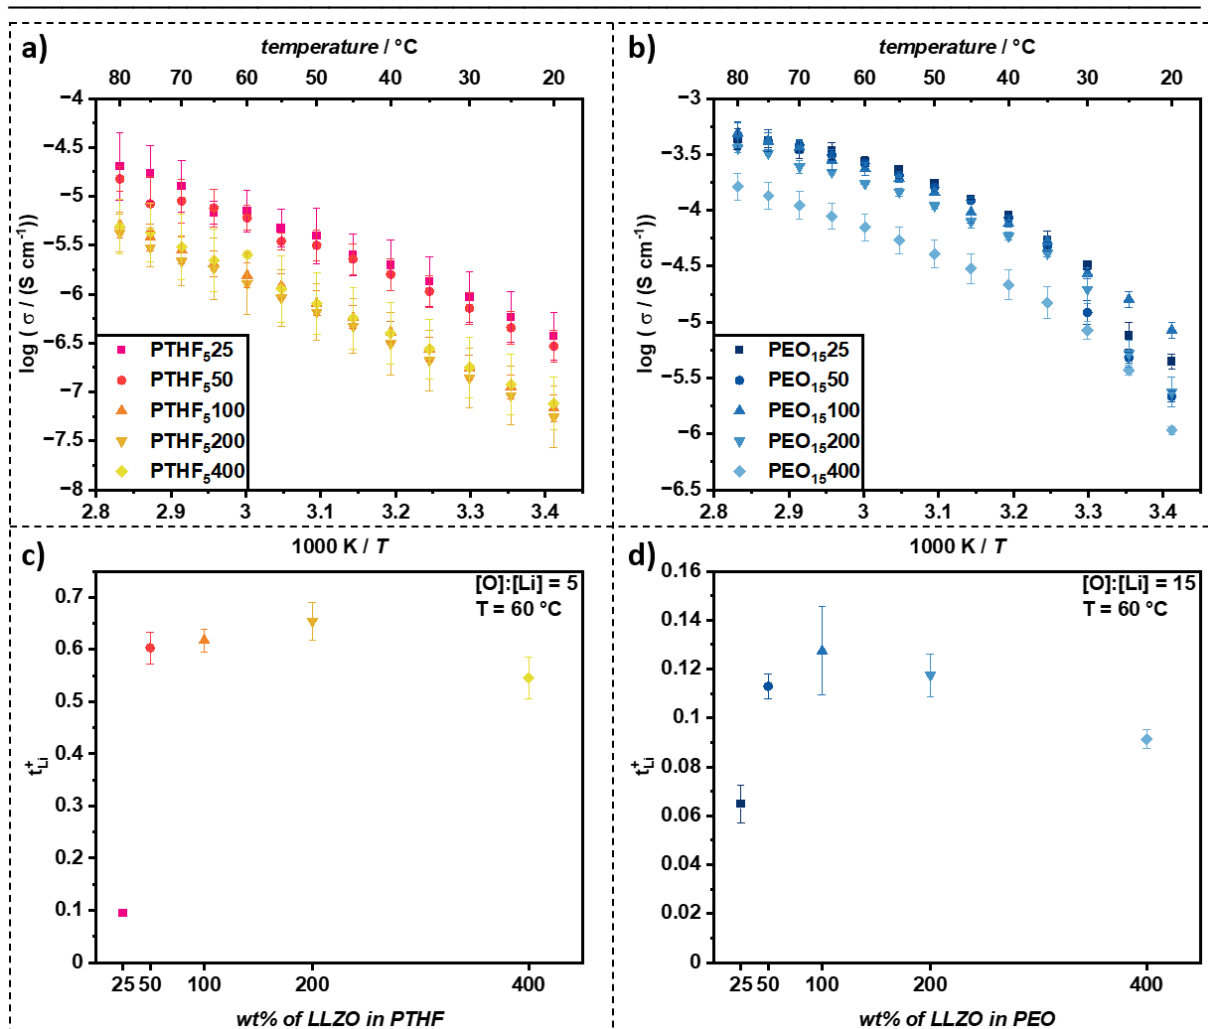 a)
temperature / °C
80 70 60 50 40 30 20
−4
−4.5
−5
−5.5
−6
−6.5
−7
−7.5
−8
log ( σ / (S cm⁻¹))
PTHF₅25
PTHF₅50
PTHF₅100
PTHF₅200
PTHF₅400
2.8 2.9 3 3.1 3.2 3.3 3.4
1000 K / T
b)
temperature / °C
80 70 60 50 40 30 20
−3
−3.5
−4
−4.5
−5
−5.5
−6
−6.5
log ( σ / (S cm⁻¹))
PEO₁₅25
PEO₁₅50
PEO₁₅100
PEO₁₅200
PEO₁₅400
2.8 2.9 3 3.1 3.2 3.3 3.4
1000 K / T
c)
[O]:[Li] = 5
T = 60 °C
0.7
0.6
0.5
0.4
0.3
0.2
0.1
0
t⁺Li
25 50 100 200 400
wt% of LLZO in PTHF
d)
[O]:[Li] = 15
T = 60 °C
0.16
0.14
0.12
0.1
0.08
0.06
0.04
0.02
0
t⁺Li
25 50 100 200 400
wt% of LLZO in PEO